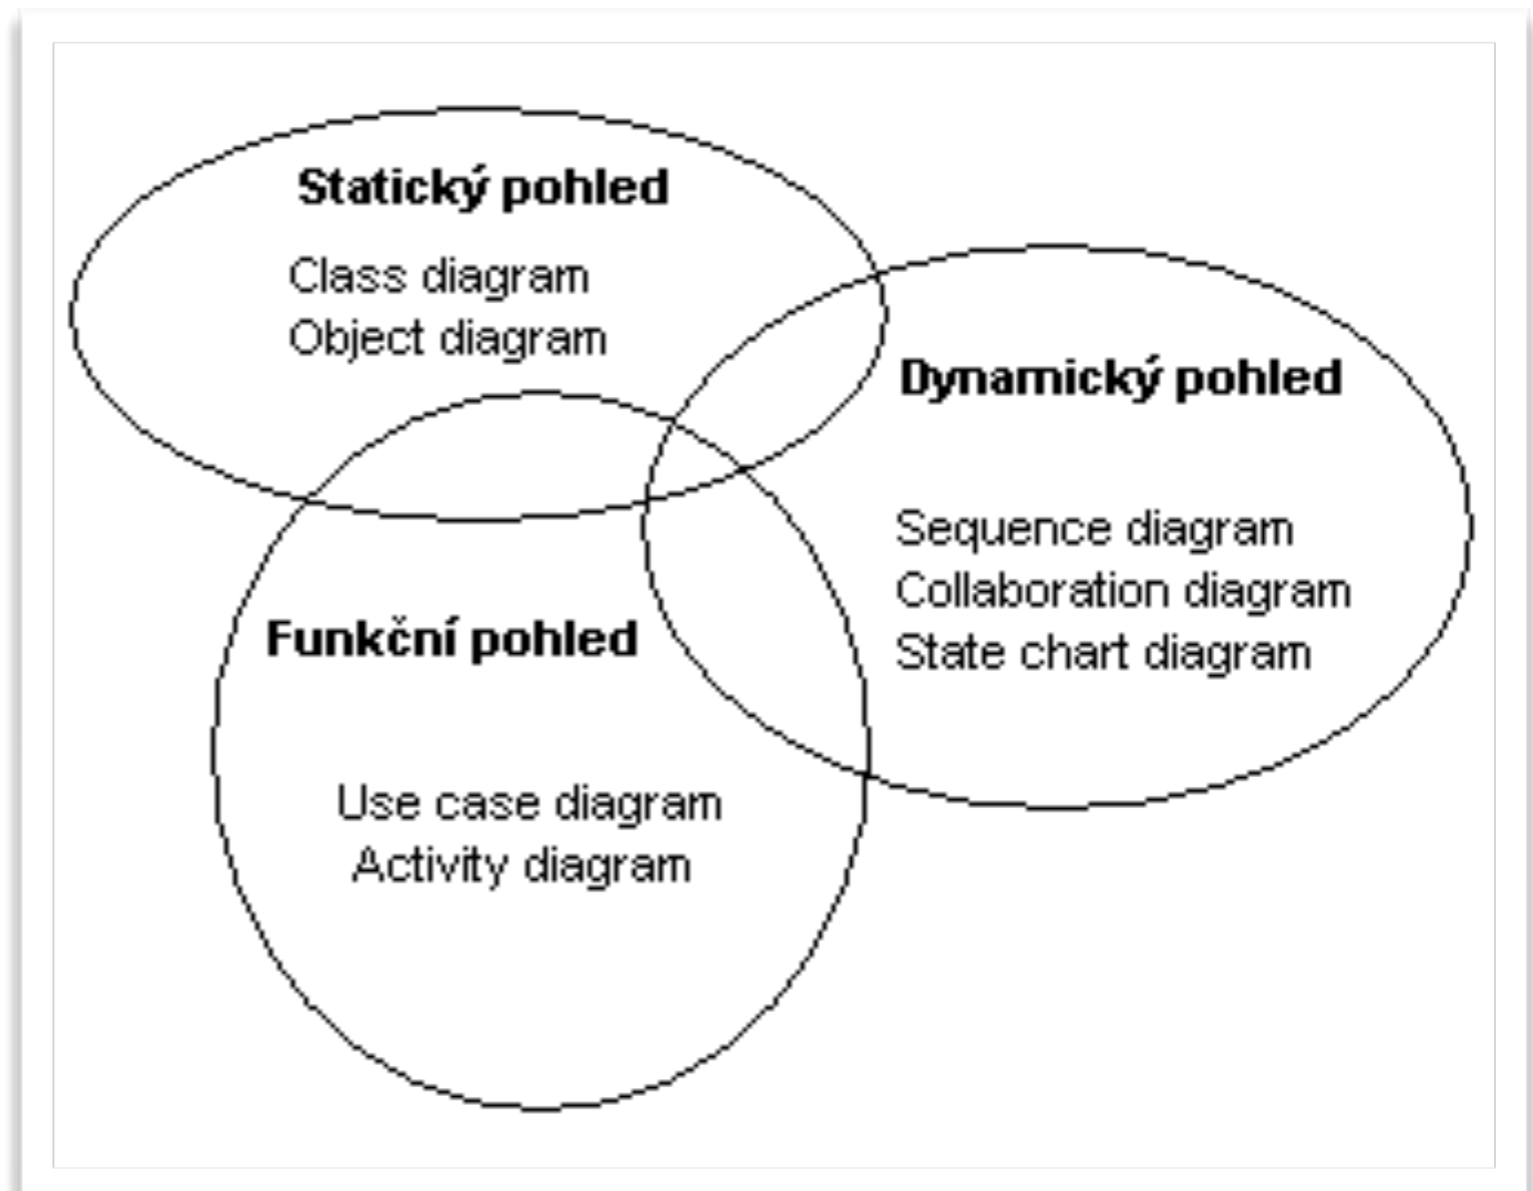 Statický pohled
Class diagram
Object diagram
Dynamický pohled
Sequence diagram
Collaboration diagram
State chart diagram
Funkční pohled
Use case diagram
Activity diagram